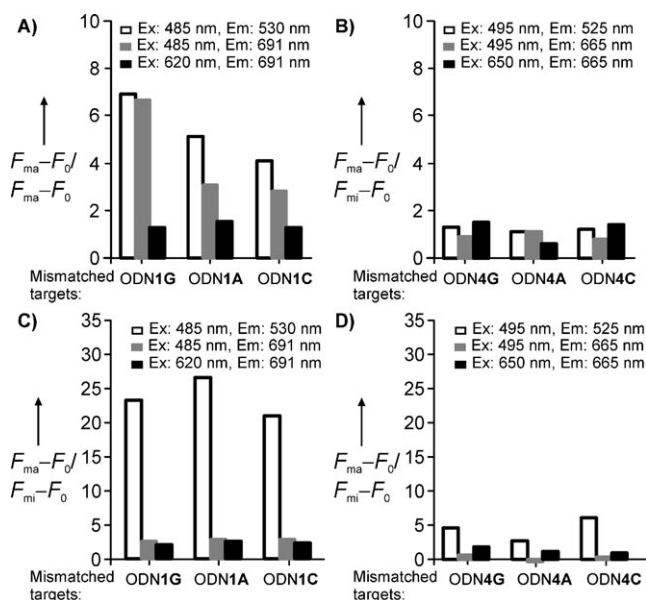 A)
Ex: 485 nm, Em: 530 nm
Ex: 485 nm, Em: 691 nm
Ex: 620 nm, Em: 691 nm
10
8
6
4
2
0
Fma–F0/
Fma–F0
Mismatched targets:
ODN1G ODN1A ODN1C
B)
Ex: 495 nm, Em: 525 nm
Ex: 495 nm, Em: 665 nm
Ex: 650 nm, Em: 665 nm
10
8
6
4
2
0
Fma–F0/
Fmi–F0
Mismatched targets:
ODN4G ODN4A ODN4C
C)
Ex: 485 nm, Em: 530 nm
Ex: 485 nm, Em: 691 nm
Ex: 620 nm, Em: 691 nm
35
30
25
20
15
10
5
0
Fma–F0/
Fmi–F0
Mismatched targets:
ODN1G ODN1A ODN1C
D)
Ex: 495 nm, Em: 525 nm
Ex: 495 nm, Em: 665 nm
Ex: 650 nm, Em: 665 nm
35
30
25
20
15
10
5
0
Fma–F0/
Fmi–F0
Mismatched targets:
ODN4G ODN4A ODN4C